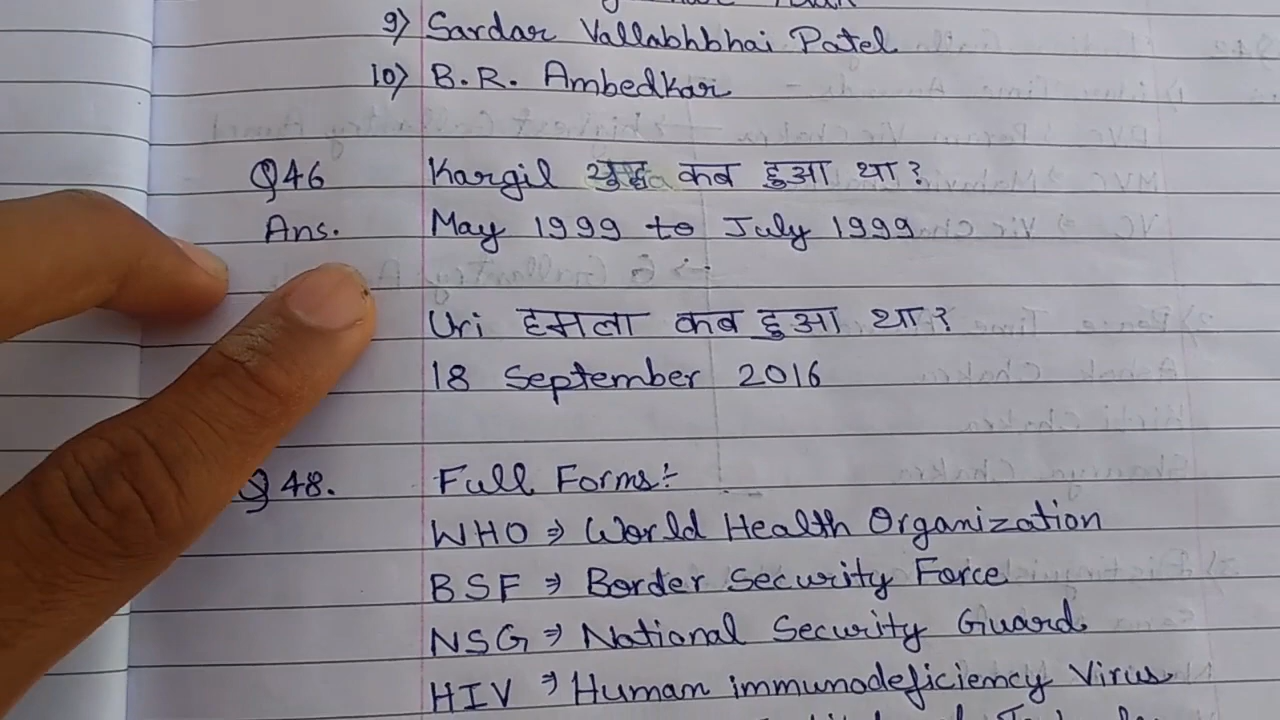 9) Sardar Vallabhbhai Patel
10) B. R. Ambedkar
Q46 Kargil युद्ध कब हुआ था?
Ans. May 1999 to July 1999
Uri हमला कब हुआ था?
18 September 2016
Q48. Full Forms:-
WHO ⇒ World Health Organization
BSF ⇒ Border Security Force
NSG ⇒ National Security Guard
HIV ⇒ Human immunodeficiency Virus